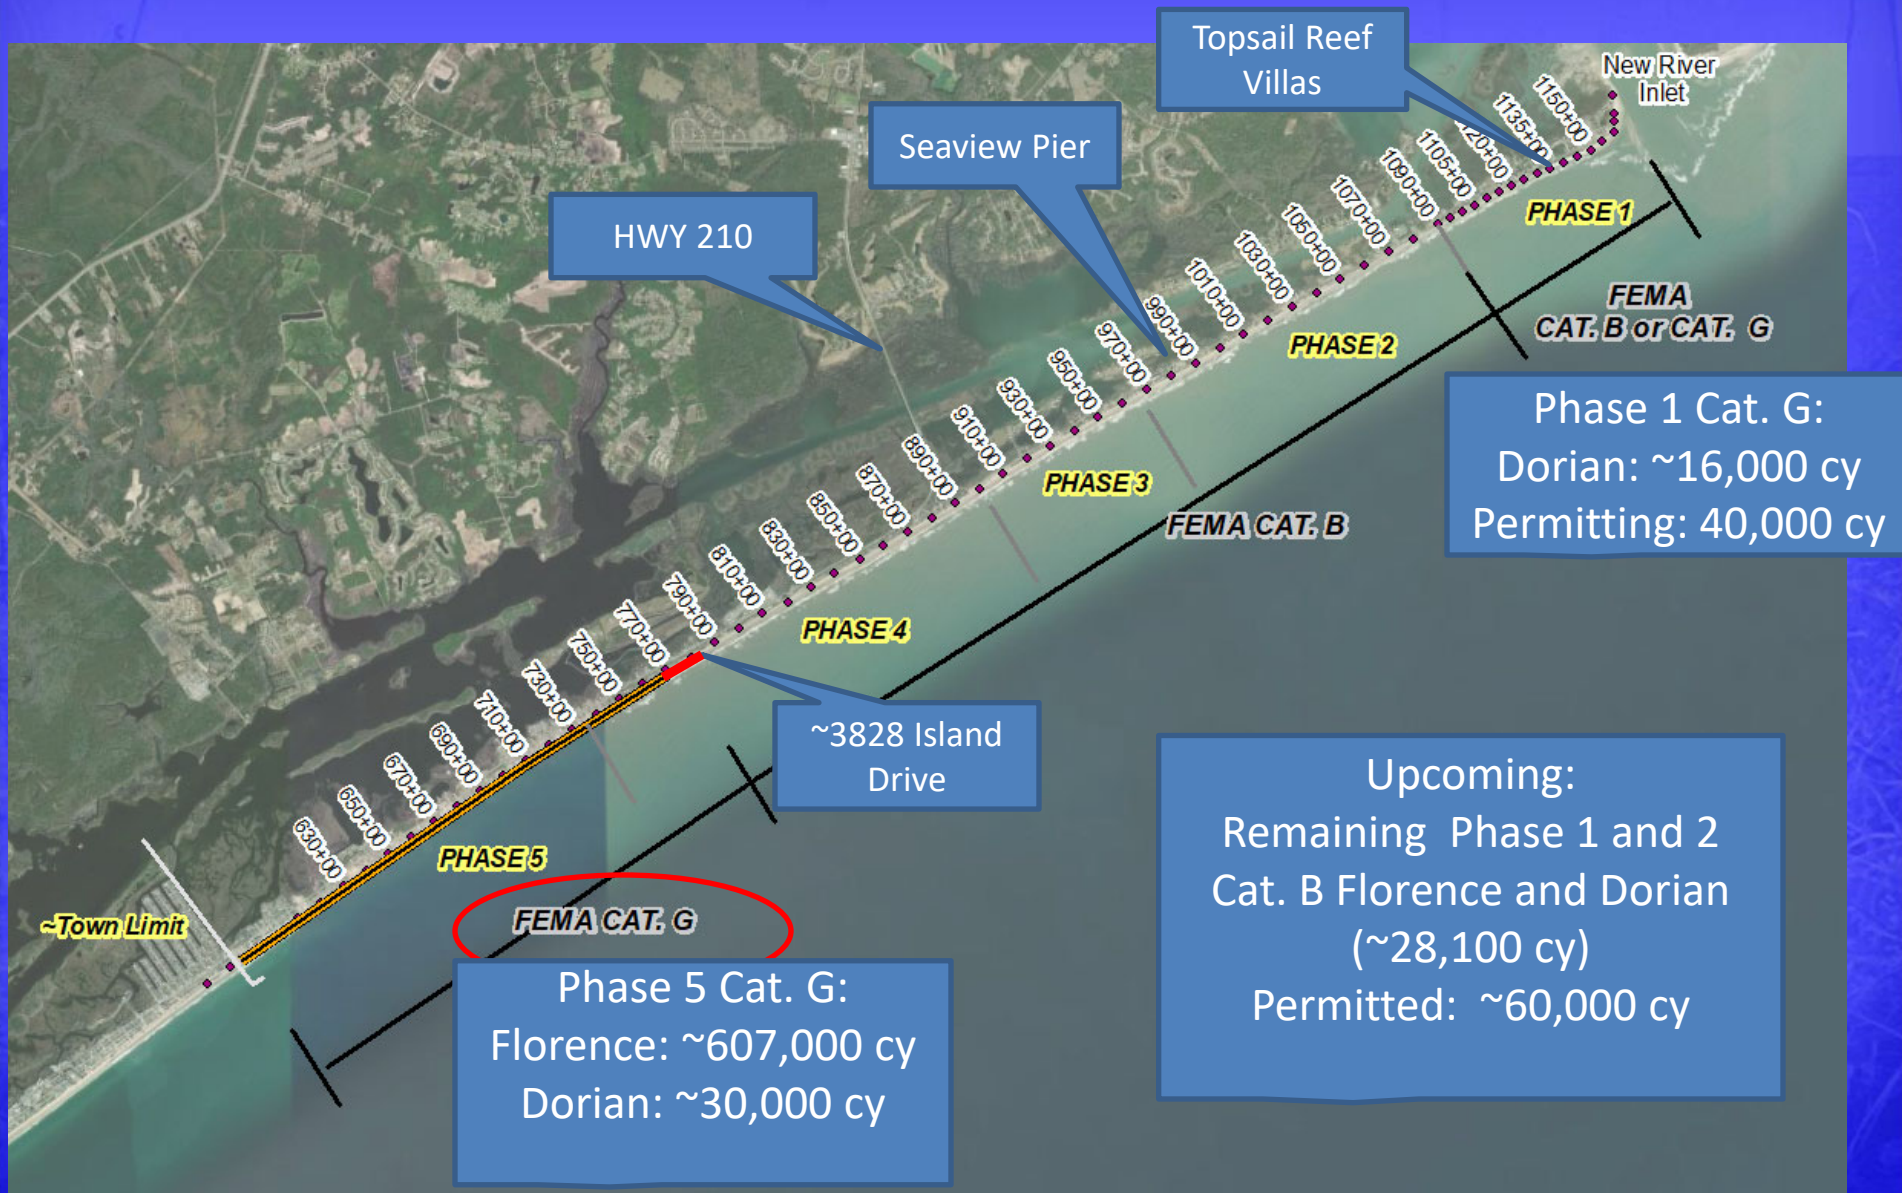 Topsail Reef
Villas
New River
Inlet
Seaview Pier
HWY 210
1150+00
1135+00
1105+00
1090+00
1070+00
1050+00
1030+00
1010+00
990+00
970+00
950+00
930+00
910+00
890+00
870+00
850+00
830+00
810+00
790+00
770+00
750+00
730+00
710+00
690+00
670+00
650+00
630+00
PHASE 1
FEMA
CAT. B or CAT. G
PHASE 2
Phase 1 Cat. G:
Dorian: ~16,000 cy
Permitting: 40,000 cy
PHASE 3
FEMA CAT. B
PHASE 4
~3828 Island
Drive
Upcoming:
Remaining Phase 1 and 2
Cat. B Florence and Dorian
(~28,100 cy)
Permitted: ~60,000 cy
PHASE 5
~Town Limit
FEMA CAT. G
Phase 5 Cat. G:
Florence: ~607,000 cy
Dorian: ~30,000 cy